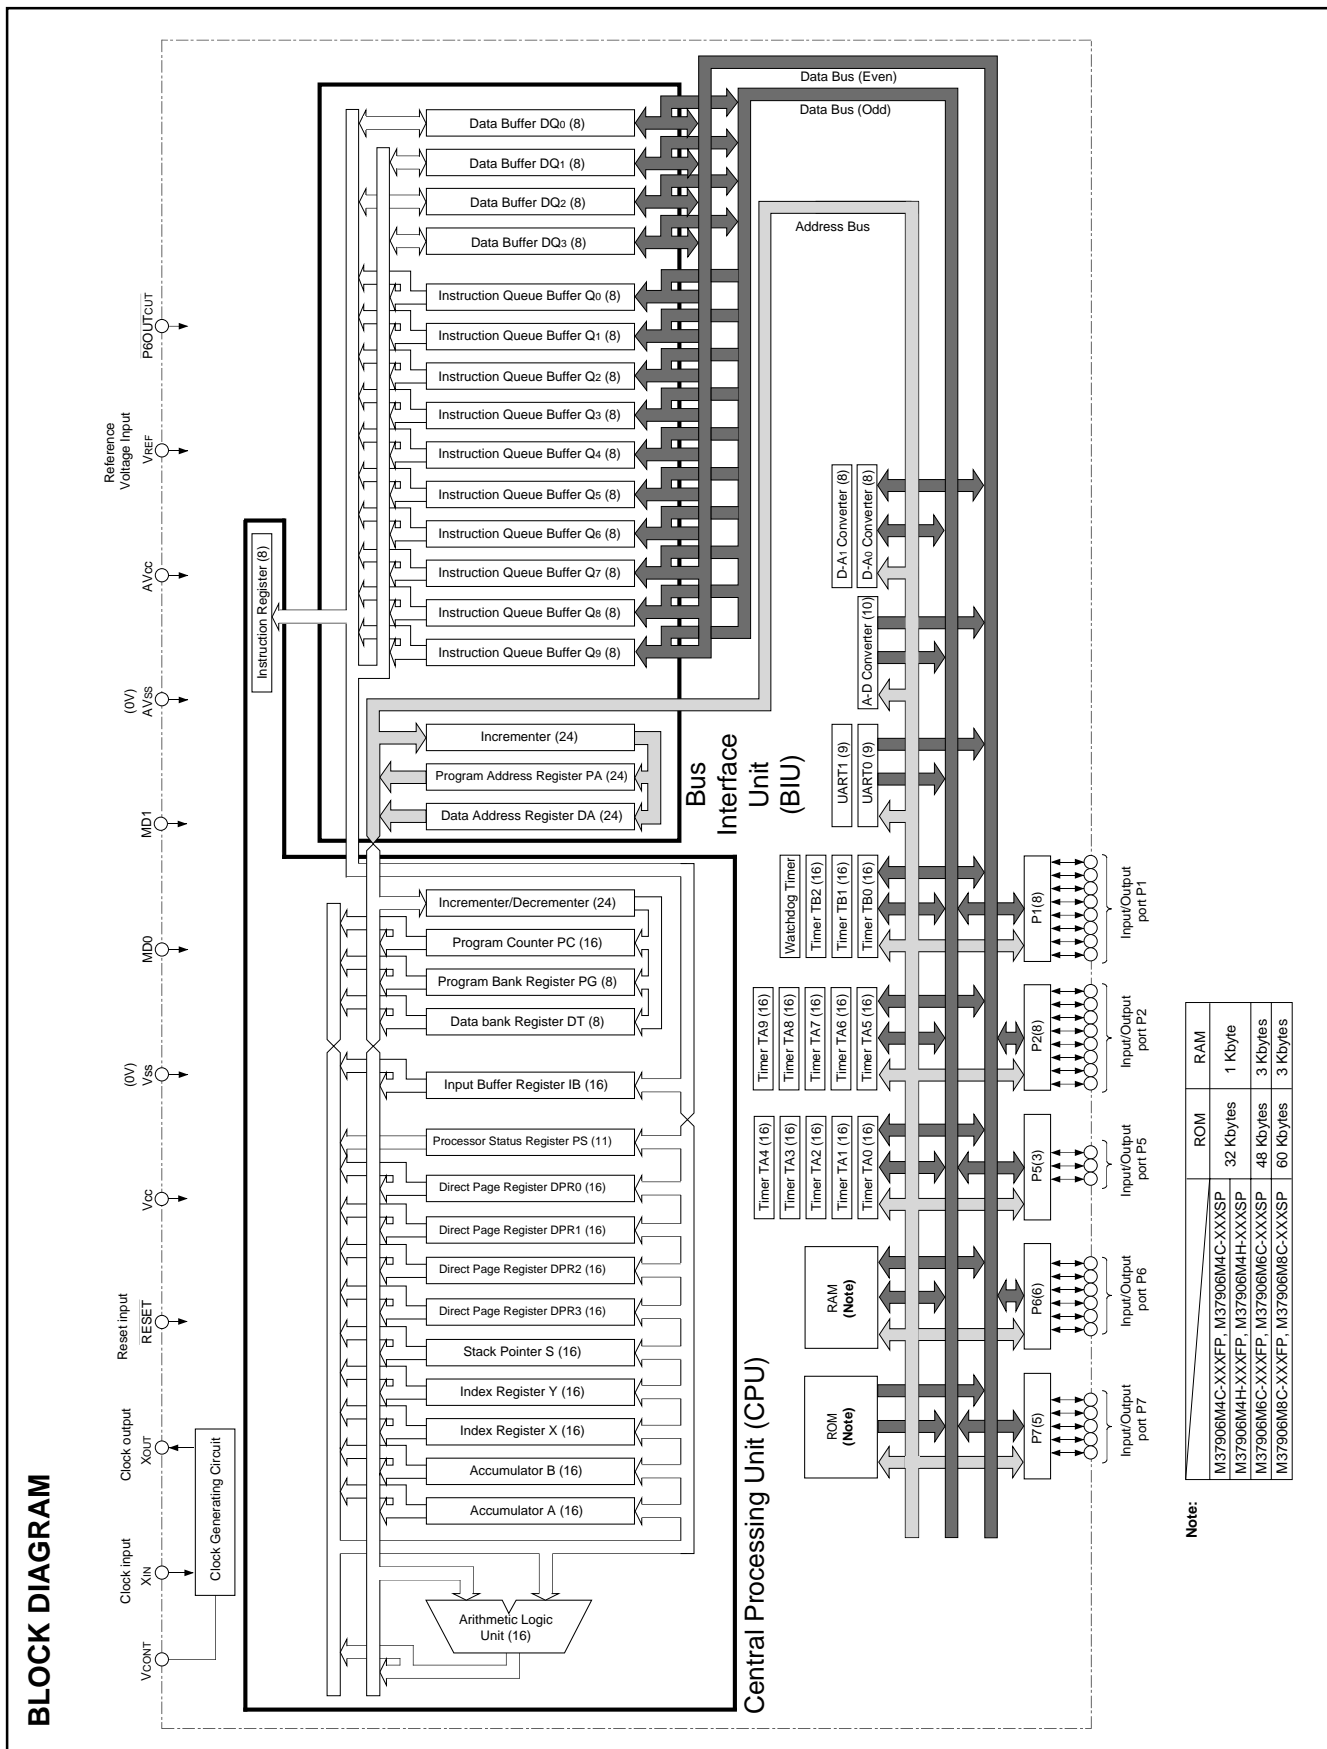 BLOCK DIAGRAM
Data Bus (Even)
Data Bus (Odd)
Address Bus
Data Buffer DQ0 (8)
Data Buffer DQ1 (8)
Data Buffer DQ2 (8)
Data Buffer DQ3 (8)
Instruction Queue Buffer Q0 (8)
Instruction Queue Buffer Q1 (8)
Instruction Queue Buffer Q2 (8)
Instruction Queue Buffer Q3 (8)
Instruction Queue Buffer Q4 (8)
Instruction Queue Buffer Q5 (8)
Instruction Queue Buffer Q6 (8)
Instruction Queue Buffer Q7 (8)
Instruction Queue Buffer Q8 (8)
Instruction Queue Buffer Q9 (8)
Incrementer (24)
Program Address Register PA (24)
Data Address Register DA (24)
Bus
Interface
Unit
(BIU)
Instruction Register (8)
Incrementer/Decrementer (24)
Program Counter PC (16)
Program Bank Register PG (8)
Data bank Register DT (8)
Input Buffer Register IB (16)
Processor Status Register PS (11)
Direct Page Register DPR0 (16)
Direct Page Register DPR1 (16)
Direct Page Register DPR2 (16)
Direct Page Register DPR3 (16)
Stack Pointer S (16)
Index Register Y (16)
Index Register X (16)
Accumulator B (16)
Accumulator A (16)
Arithmetic Logic
Unit (16)
Central Processing Unit (CPU)
P6OUTCUT
Reference
Voltage Input
VREF
AVCC
(0V)
AVSS
MD1
MD0
(0V)
VSS
VCC
Reset input
RESET
Clock output
XOUT
Clock input
XIN
VCONT
Clock Generating Circuit
D-A1 Converter (8)
D-A0 Converter (8)
A-D Converter (10)
UART1 (9)
UART0 (9)
Watchdog Timer
Timer TB2 (16)
Timer TB1 (16)
Timer TB0 (16)
Timer TA9 (16)
Timer TA8 (16)
Timer TA7 (16)
Timer TA6 (16)
Timer TA5 (16)
Timer TA4 (16)
Timer TA3 (16)
Timer TA2 (16)
Timer TA1 (16)
Timer TA0 (16)
RAM
(Note)
ROM
(Note)
P1(8)
Input/Output
port P1
P2(8)
Input/Output
port P2
P5(3)
Input/Output
port P5
P6(6)
Input/Output
port P6
P7(5)
Input/Output
port P7
Note:
ROM RAM
M37906M4C-XXXFP, M37906M4C-XXXSP 32 Kbytes 1 Kbyte
M37906M4H-XXXFP, M37906M4H-XXXSP
M37906M6C-XXXFP, M37906M6C-XXXSP 48 Kbytes 3 Kbytes
M37906M8C-XXXFP, M37906M8C-XXXSP 60 Kbytes 3 Kbytes